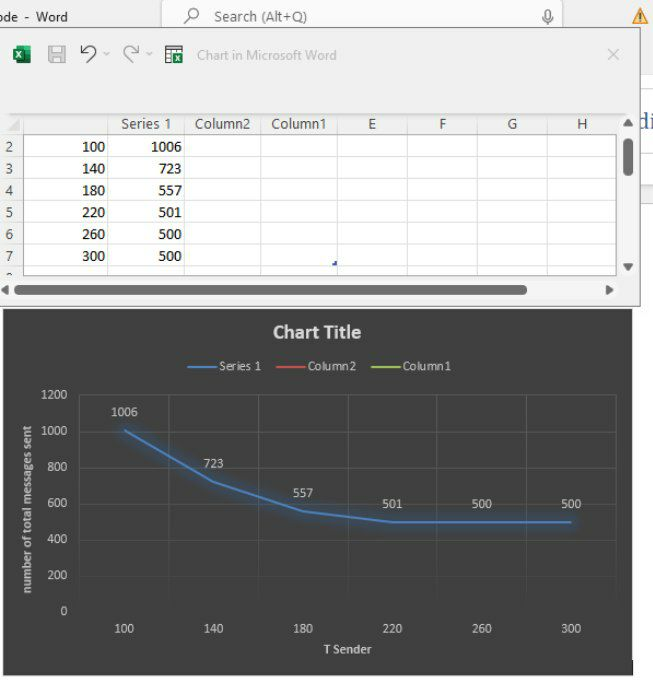 ode - Word Search (Alt+Q)
Chart in Microsoft Word
Series 1 Column2 Column1 E F G H
2 100 1006
3 140 723
4 180 557
5 220 501
6 260 500
7 300 500
Chart Title
Series 1 Column2 Column1
number of total messages sent
1200
1000
800
600
400
200
0
1006
723
557
501
500
500
100 140 180 220 260 300
T Sender